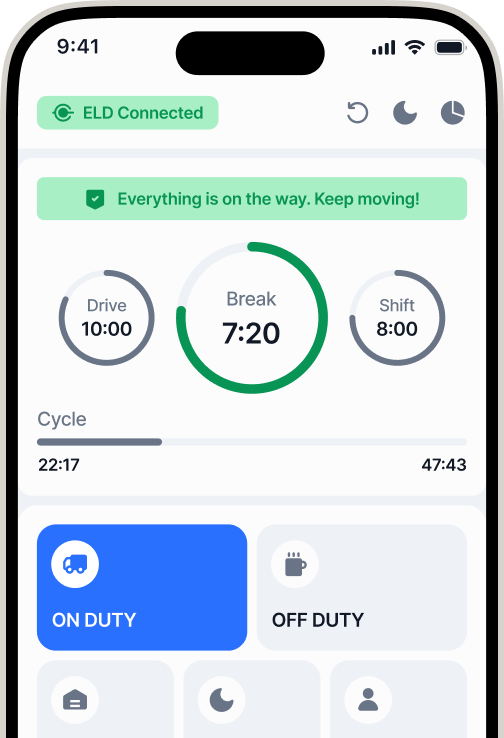 9:41
ELD Connected
Everything is on the way. Keep moving!
Drive
10:00
Break
7:20
Shift
8:00
Cycle
22:17
47:43
ON DUTY
OFF DUTY